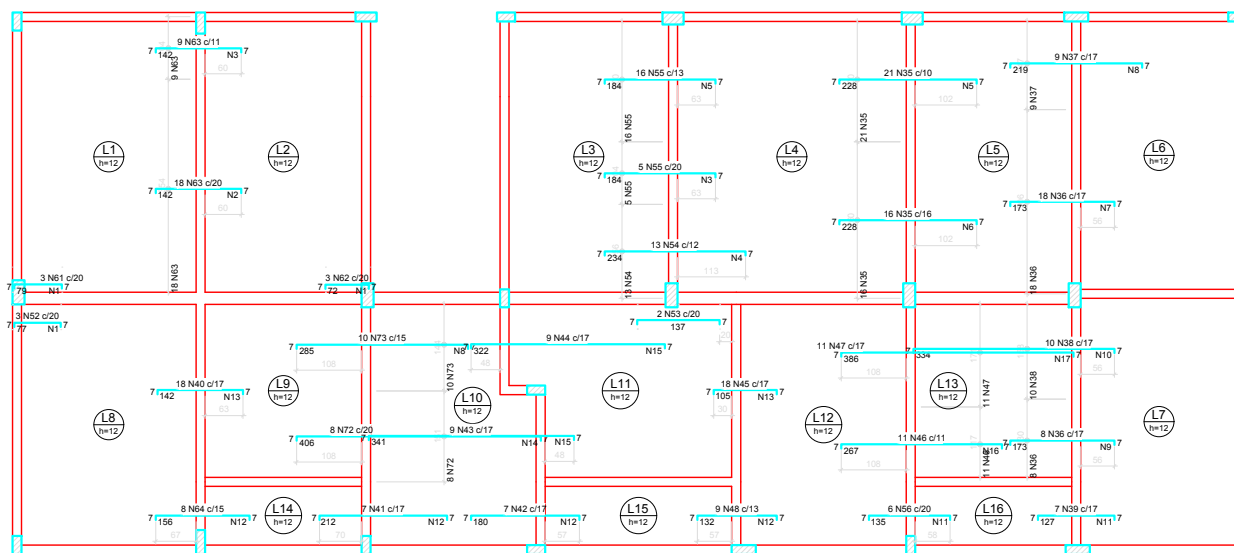 9 N63 c/11
7 142 N3 7
60
9 N63
16 N55 c/13
7 184 N5 7
63
16 N55
21 N35 c/10
7 228 N5 7
102
21 N35
9 N37 c/17
7 219 N8 7
9 N37
L1
h=12
L2
h=12
L3
h=12
L4
h=12
L5
h=12
L6
h=12
18 N63 c/20
7 142 N2 7
60
5 N55 c/20
7 184 N3 7
63
5 N55
16 N35 c/16
7 228 N6 7
102
18 N36 c/17
7 173 N7 7
56
13 N54 c/12
7 234 N4 7
113
18 N63
13 N54
16 N35
18 N36
3 N61 c/20
7 79 N1 7
3 N62 c/20
7 72 N1 7
3 N52 c/20
7 77 N1 7
2 N53 c/20
7 137 7
20
10 N73 c/15
7 285 N8
108
10 N73
9 N44 c/17
7 322 N15 7
48
11 N47 c/17
7 386 N17
108
11 N47
10 N38 c/17
334 N10 7
56
10 N38
18 N40 c/17
7 142 N13 7
63
18 N45 c/17
7 105 N13 7
30
L8
h=12
L9
h=12
L10
h=12
L11
h=12
L12
h=12
L13
h=12
L7
h=12
8 N72 c/20
7 406 7
108
8 N72
9 N43 c/17
341 N14
N15 7
48
11 N46 c/11
7 267 N16 7
108
11 N46
8 N36 c/17
7 173 N9 7
56
8 N36
8 N64 c/15
7 156 N12 7
67
L14
h=12
7 N41 c/17
7 212 N12 7
70
7 N42 c/17
7 180 N12 7
57
L15
h=12
9 N48 c/13
7 132 N12 7
57
6 N56 c/20
7 135 N11 7
58
L16
h=12
7 N39 c/17
7 127 N11 7